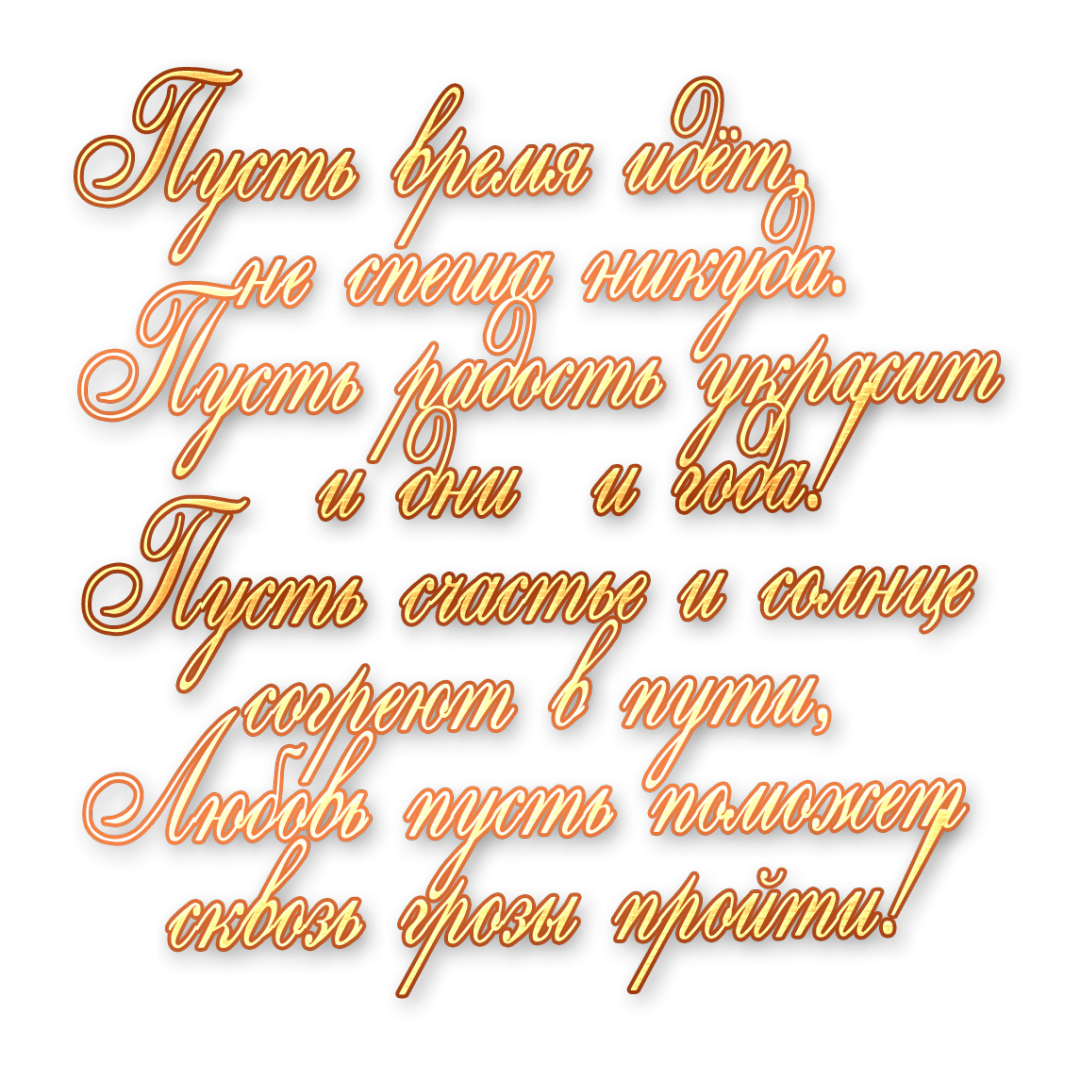 Пусть время идёт,
не спеша никуда.
Пусть радость украсит
и дни и года!
Пусть счастье и солнце
согреют в пути,
Любовь пусть поможет
сквозь грозы пройти!